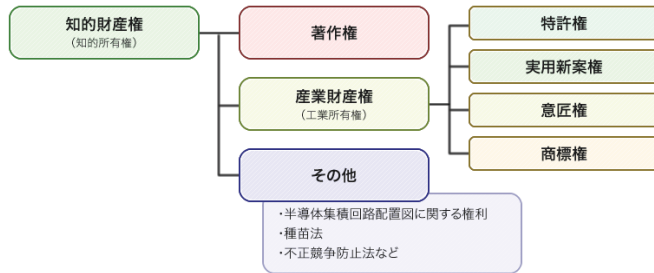 知的財産権
(知的所有権)
著作権
産業財産権
(工業所有権)
その他
・半導体集積回路配置図に関する権利
・種苗法
・不正競争防止法など
特許権
実用新案権
意匠権
商標権